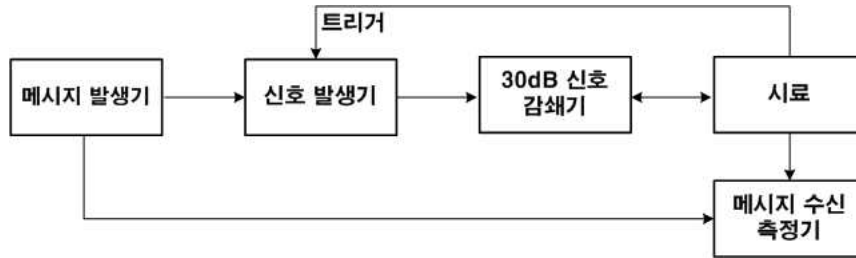 트리거
메시지 발생기
신호 발생기
30dB 신호
감쇄기
시료
메시지 수신
측정기